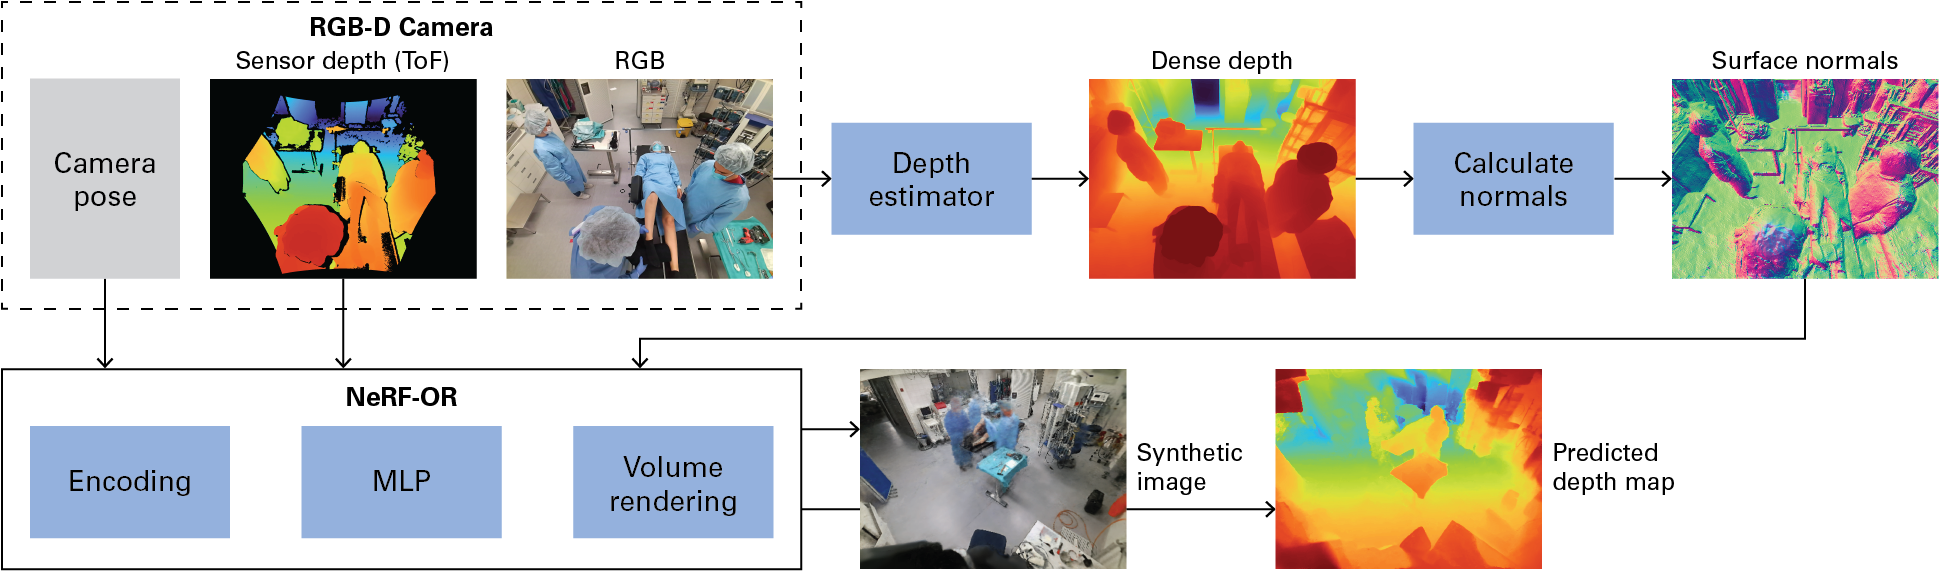 RGB-D Camera
Sensor depth (ToF)
RGB
Dense depth
Surface normals
Camera
pose
Depth
estimator
Calculate
normals
NeRF-OR
Encoding
MLP
Volume
rendering
Synthetic
image
Predicted
depth map